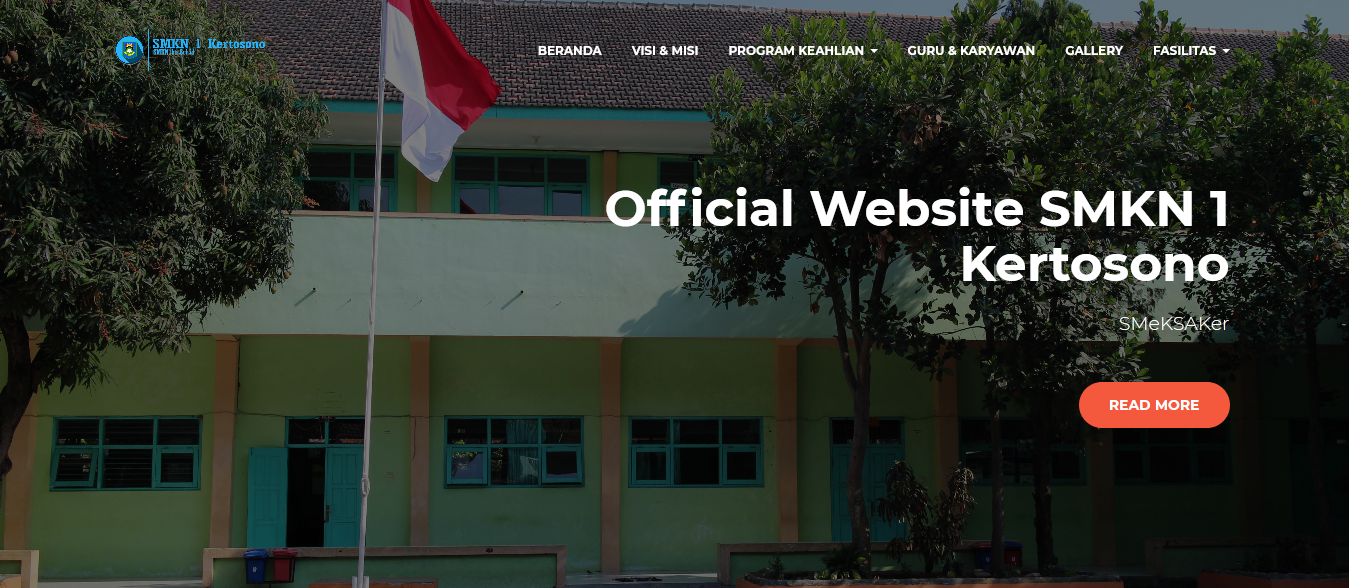 SMKN 1 Kertosono
BERANDA
VISI & MISI
PROGRAM KEAHLIAN
GURU & KARYAWAN
GALLERY
FASILITAS
Official Website SMKN 1
Kertosono
SMeKSAKer
READ MORE